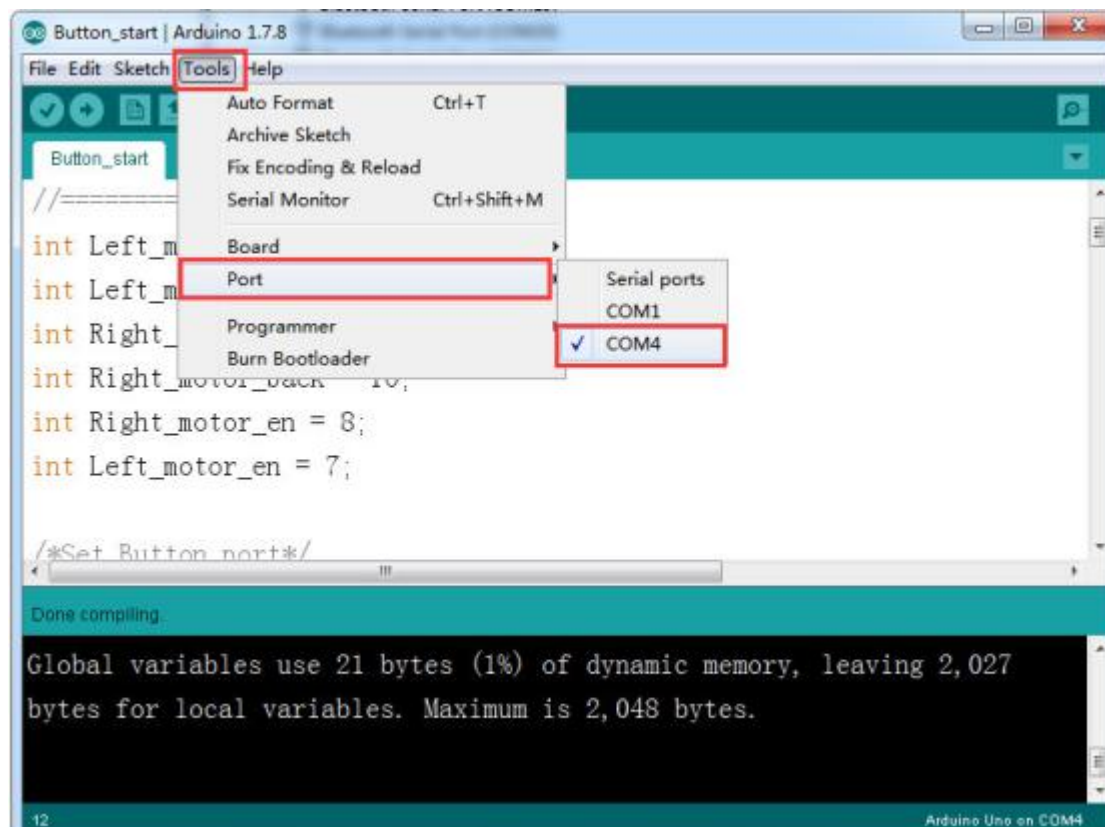 Button_start | Arduino 1.7.8
File Edit Sketch Tools Help
Button_start
Auto Format Ctrl+T
Archive Sketch
Fix Encoding & Reload
Serial Monitor Ctrl+Shift+M
Board
Port
Programmer
Burn Bootloader
Serial ports
COM1
COM4
//=========
int Left_m
int Left_m
int Right_
int Right_motor_back 10;
int Right_motor_en = 8;
int Left_motor_en = 7;
/*Set Button port*/
Done compiling.
Global variables use 21 bytes (1%) of dynamic memory, leaving 2,027
bytes for local variables. Maximum is 2,048 bytes.
12 Arduino Uno on COM4